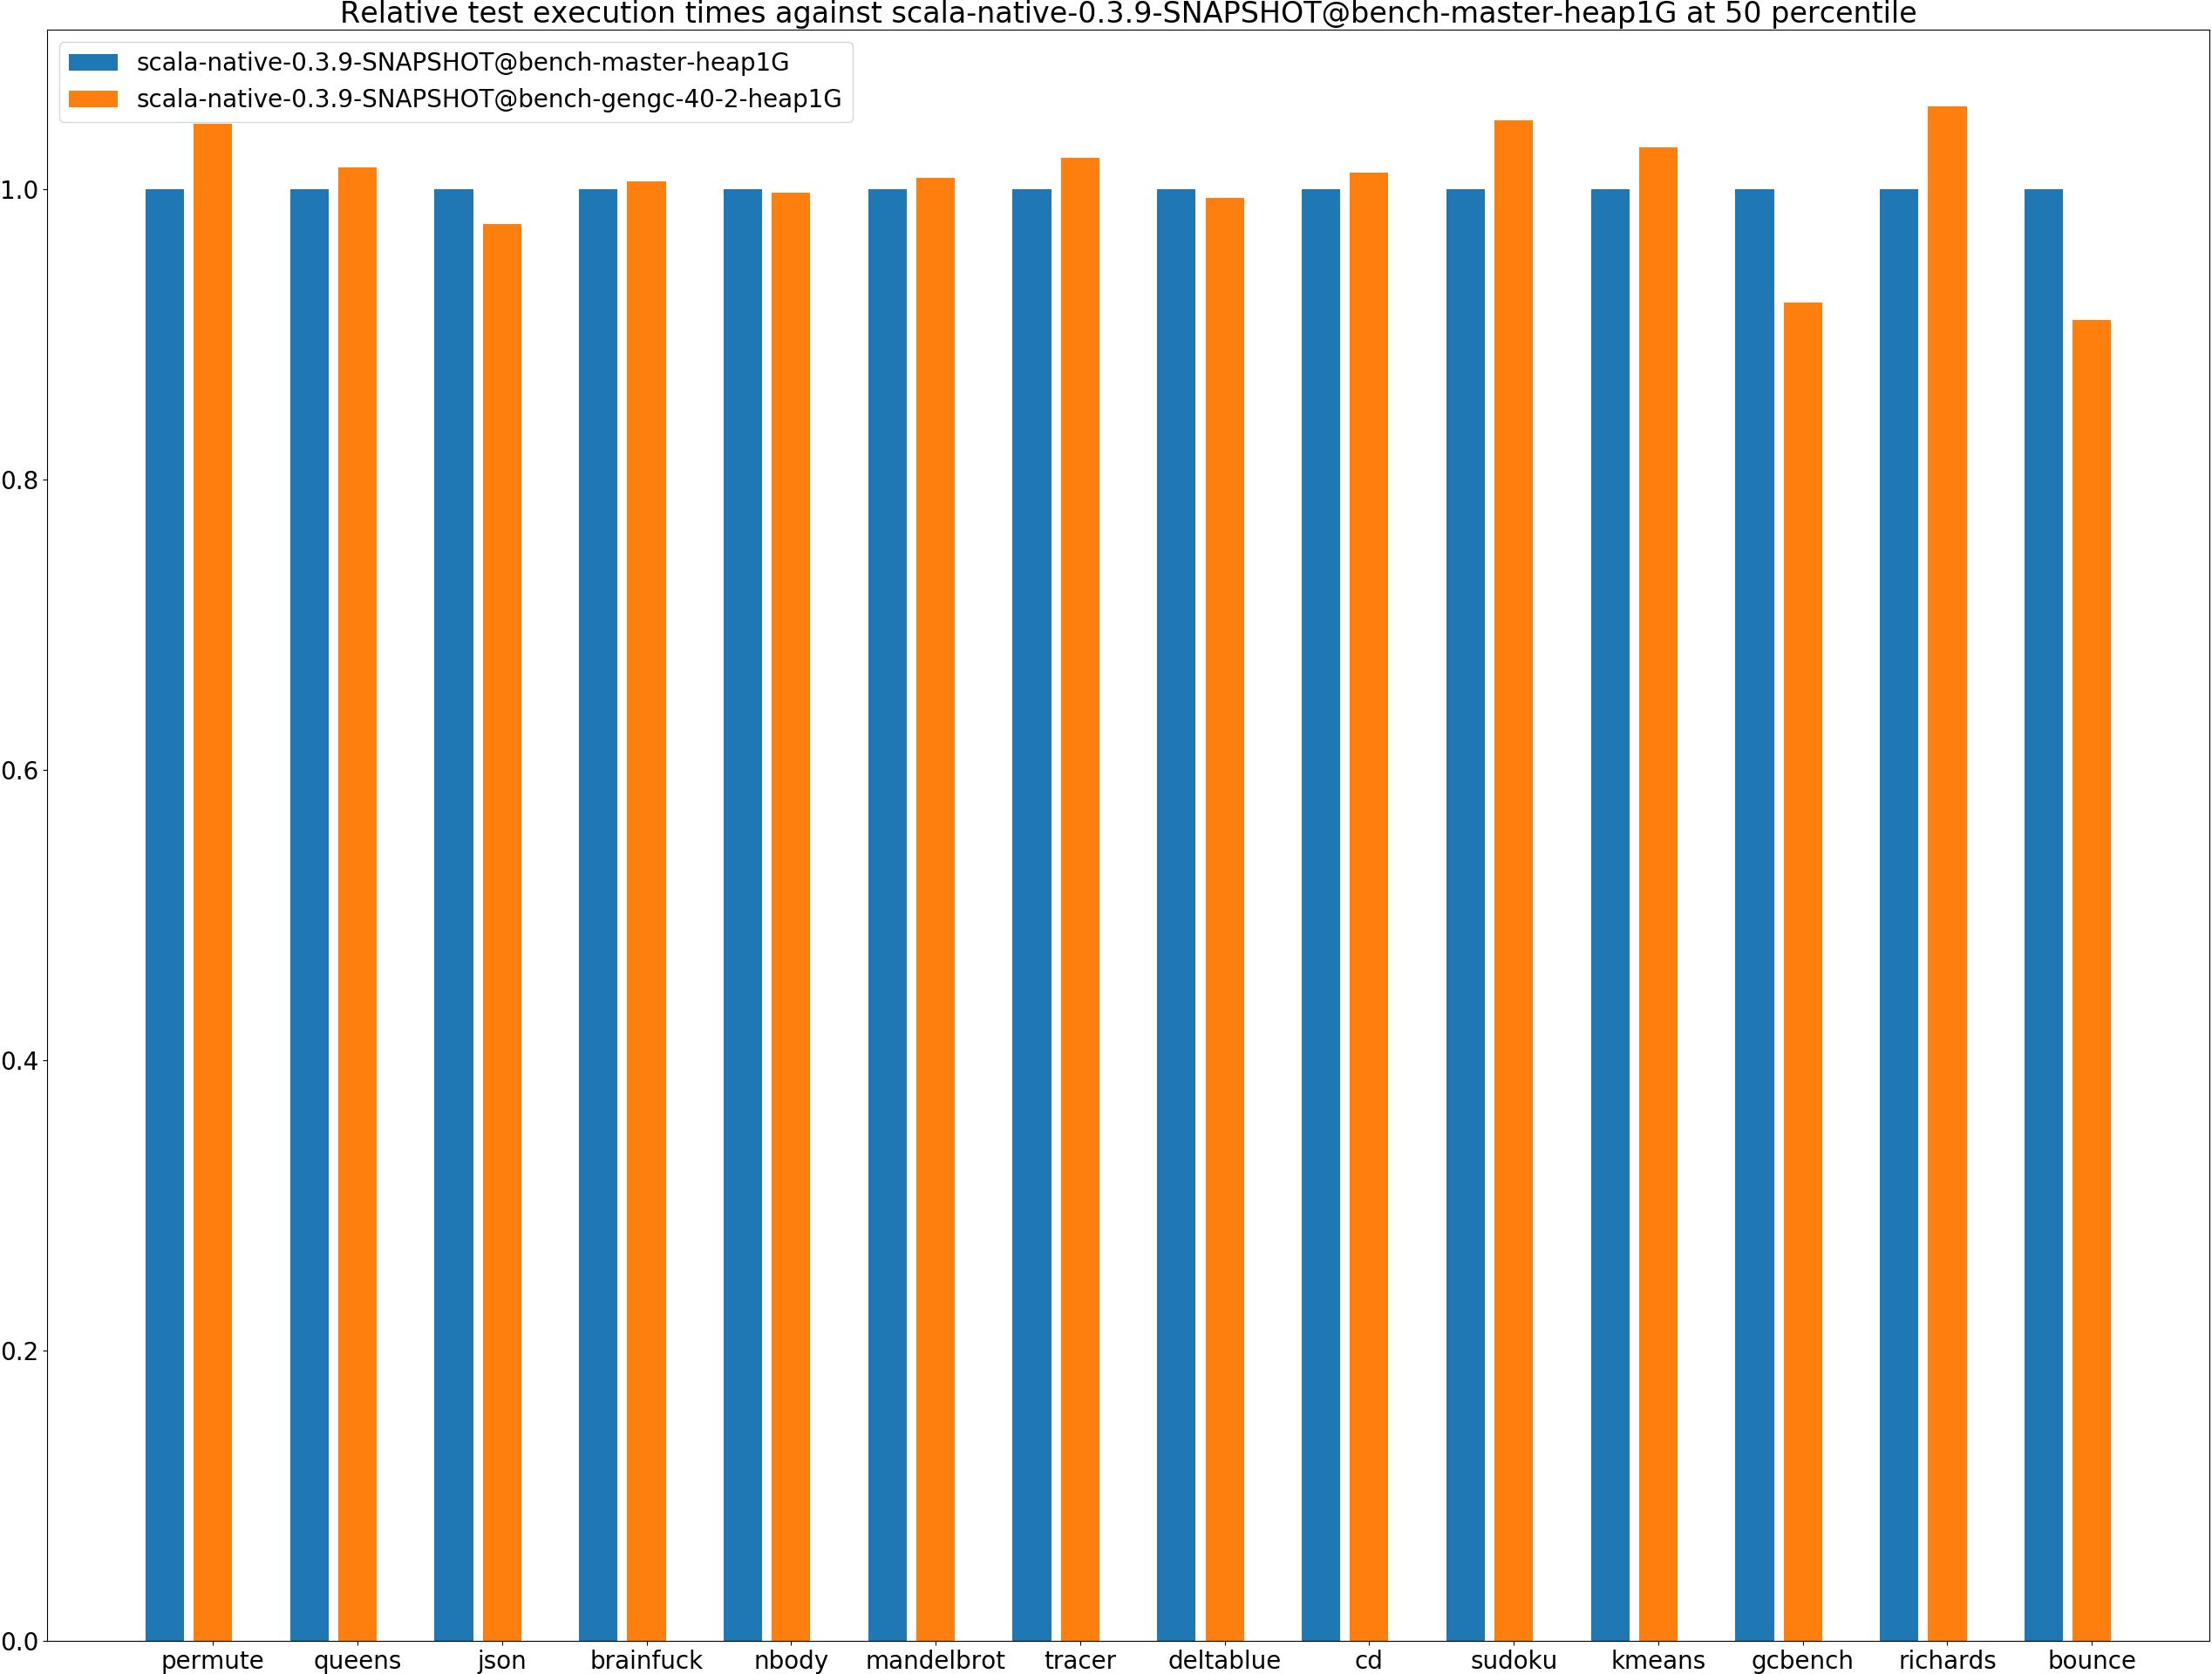 Relative test execution times against scala-native-0.3.9-SNAPSHOT@bench-master-heap1G at 50 percentile
scala-native-0.3.9-SNAPSHOT@bench-master-heap1G
scala-native-0.3.9-SNAPSHOT@bench-gengc-40-2-heap1G
1.0
0.8
0.6
0.4
0.2
0.0
permute queens json brainfuck nbody mandelbrot tracer deltablue cd sudoku kmeans gcbench richards bounce